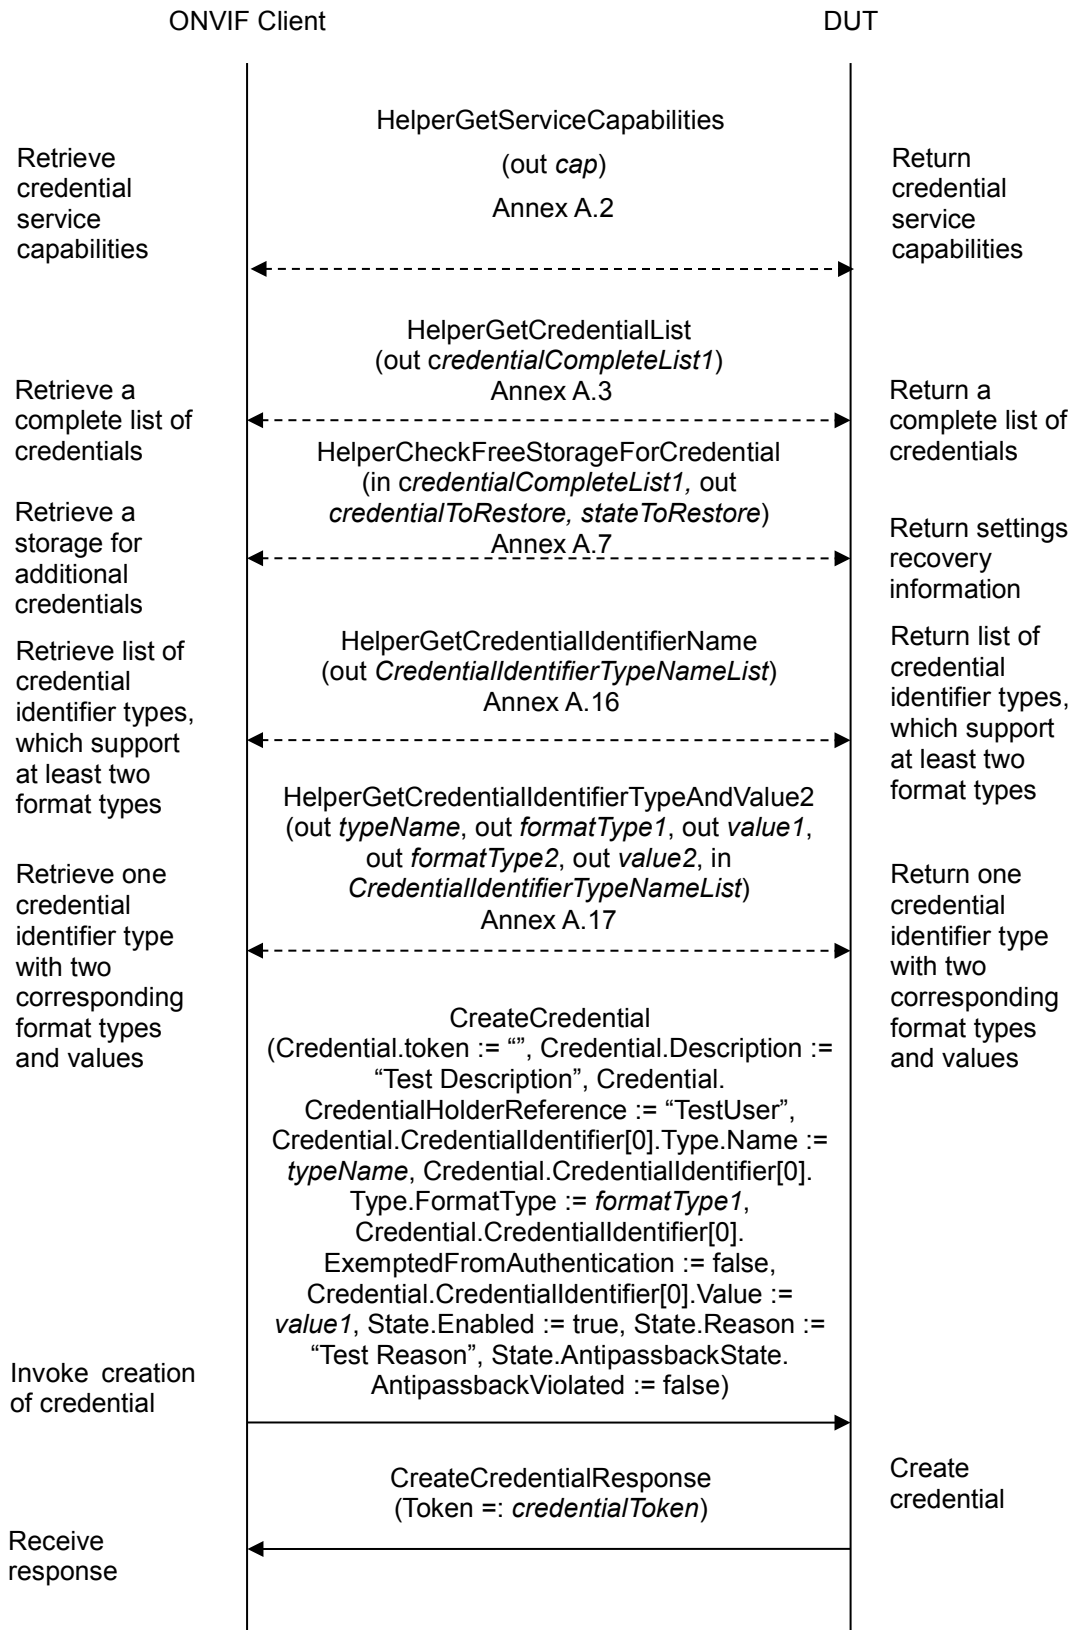 ONVIF Client
DUT
HelperGetServiceCapabilities
(out cap)
Annex A.2
Retrieve
credential
service
capabilities
Return
credential
service
capabilities
HelperGetCredentialList
(out credentialCompleteList1)
Annex A.3
Retrieve a
complete list of
credentials
Return a
complete list of
credentials
HelperCheckFreeStorageForCredential
(in credentialCompleteList1, out
credentialToRestore, stateToRestore)
Annex A.7
Retrieve a
storage for
additional
credentials
Return settings
recovery
information
HelperGetCredentialIdentifierName
(out CredentialIdentifierTypeNameList)
Annex A.16
Retrieve list of
credential
identifier types,
which support
at least two
format types
Return list of
credential
identifier types,
which support
at least two
format types
HelperGetCredentialIdentifierTypeAndValue2
(out typeName, out formatType1, out value1,
out formatType2, out value2, in
CredentialIdentifierTypeNameList)
Annex A.17
Retrieve one
credential
identifier type
with two
corresponding
format types
and values
Return one
credential
identifier type
with two
corresponding
format types
and values
CreateCredential
(Credential.token := “”, Credential.Description :=
“Test Description”, Credential.
CredentialHolderReference := “TestUser”,
Credential.CredentialIdentifier[0].Type.Name :=
typeName, Credential.CredentialIdentifier[0].
Type.FormatType := formatType1,
Credential.CredentialIdentifier[0].
ExemptedFromAuthentication := false,
Credential.CredentialIdentifier[0].Value :=
value1, State.Enabled := true, State.Reason :=
“Test Reason”, State.AntipassbackState.
AntipassbackViolated := false)
Invoke creation
of credential
CreateCredentialResponse
(Token =: credentialToken)
Create
credential
Receive
response